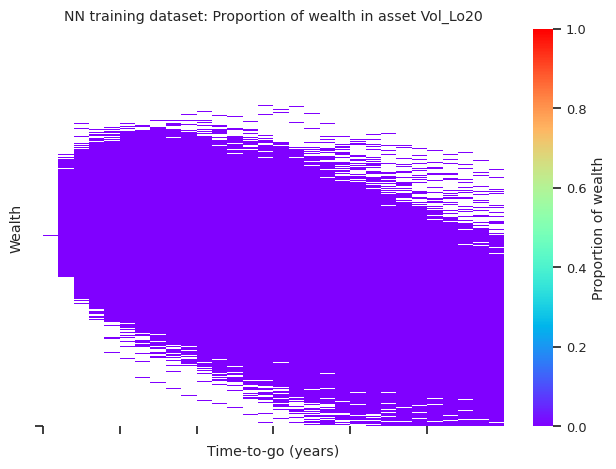 NN training dataset: Proportion of wealth in asset Vol_Lo20
Wealth
Time-to-go (years)
1.0
0.8
0.6
0.4
0.2
0.0
Proportion of wealth